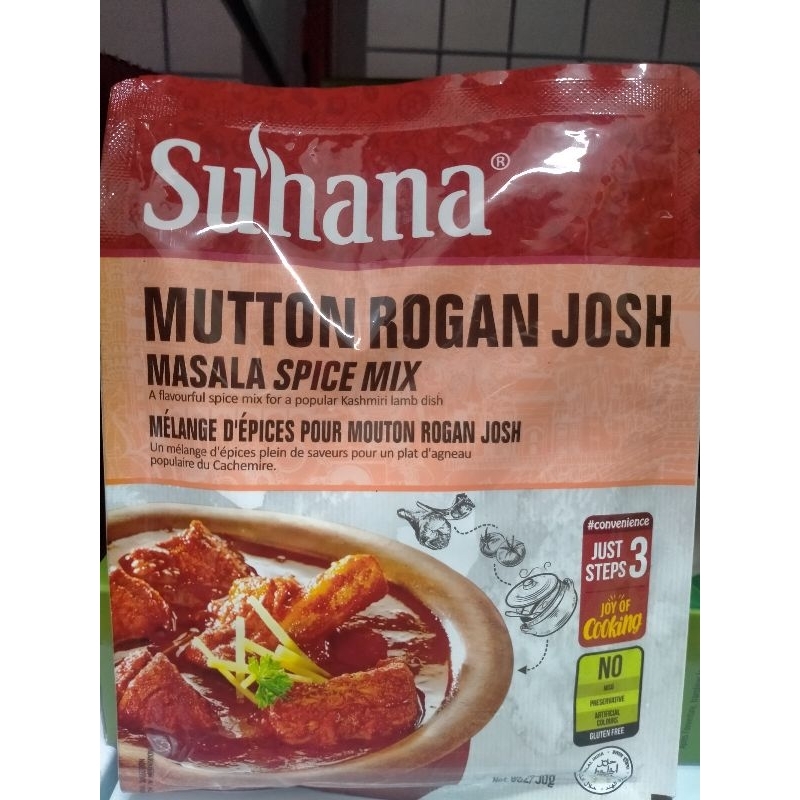 Suhana®
MUTTON ROGAN JOSH
MASALA SPICE MIX
A flavourful spice mix for a popular Kashmiri lamb dish
MÉLANGE D'ÉPICES POUR MOUTON ROGAN JOSH
Un mélange d'épices plein de saveurs pour un plat d'agneau
populaire du Cachemire.
#convenience
JUST 3
STEPS
JOY OF
Cooking
NO
MSG
PRESERVATIVE
ARTIFICIAL
COLOURS
GLUTEN FREE